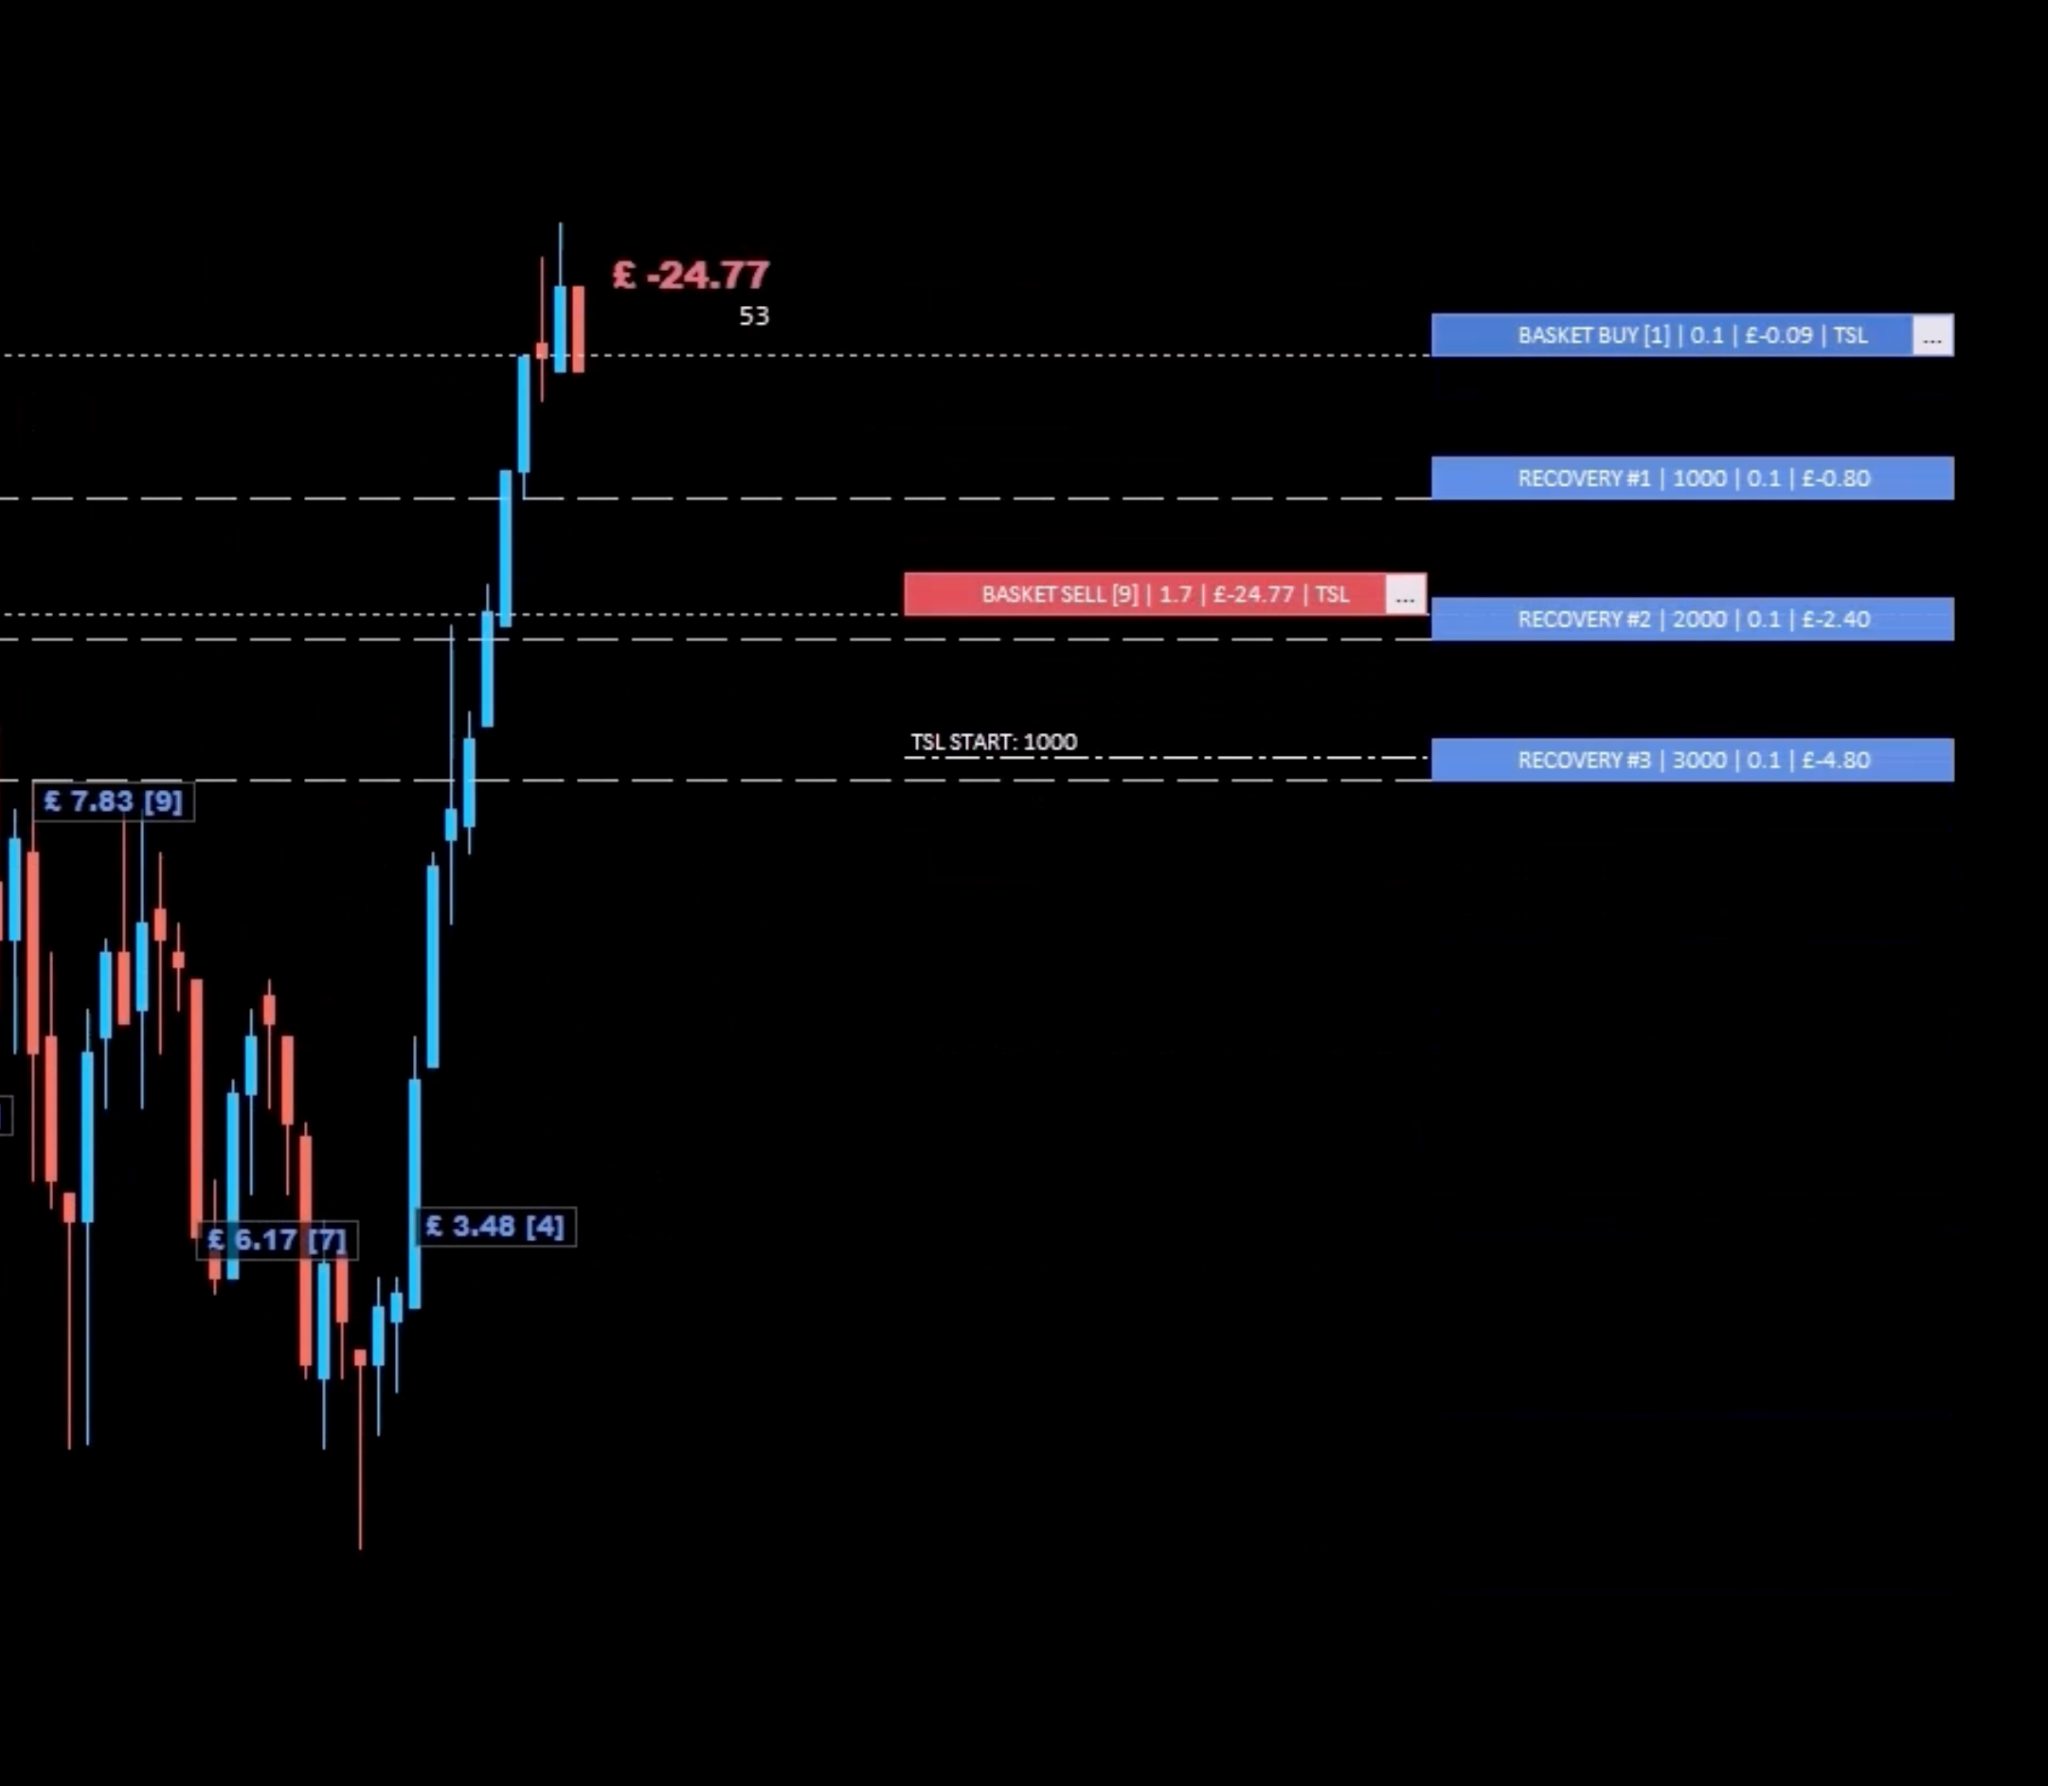 £ -24.77
53
BASKET BUY [1] | 0.1 | £-0.09 | TSL
...
RECOVERY #1 | 1000 | 0.1 | £-0.80
BASKET SELL [9] | 1.7 | £-24.77 | TSL
...
RECOVERY #2 | 2000 | 0.1 | £-2.40
TSL START: 1000
RECOVERY #3 | 3000 | 0.1 | £-4.80
£ 7.83 [9]
£ 6.17 [7]
£ 3.48 [4]